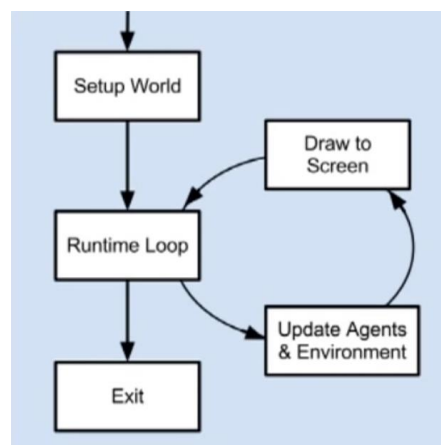 Setup World
Draw to
Screen
Runtime Loop
Update Agents
& Environment
Exit